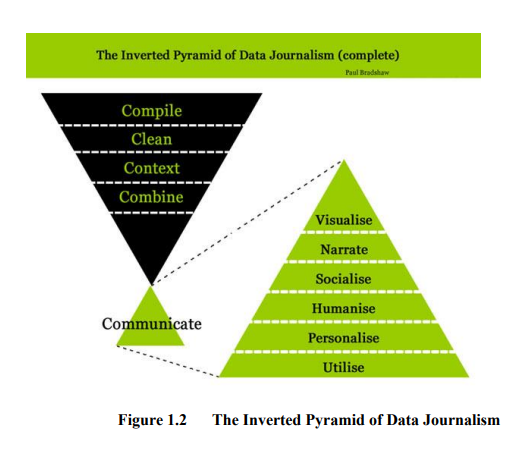 The Inverted Pyramid of Data Journalism (complete)
Paul Bradshaw
Compile
Clean
Context
Combine
Communicate
Visualise
Narrate
Socialise
Humanise
Personalise
Utilise
Figure 1.2 The Inverted Pyramid of Data Journalism